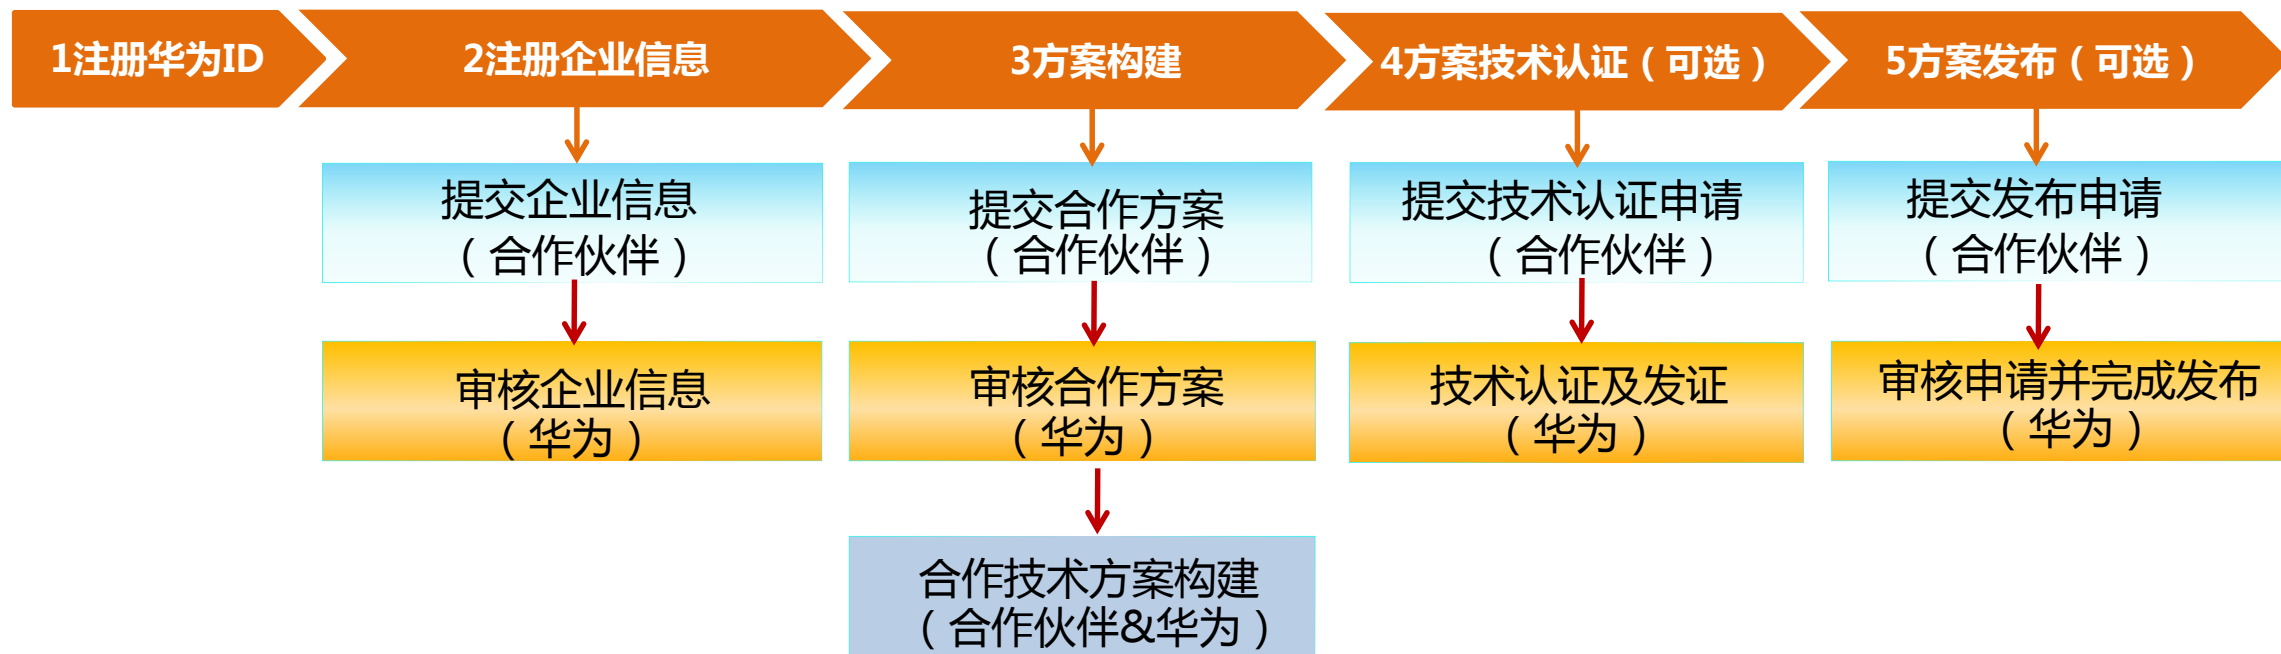 1注册华为ID
2注册企业信息
3方案构建
4方案技术认证（可选）
5方案发布（可选）
提交企业信息
（合作伙伴）
提交合作方案
（合作伙伴）
提交技术认证申请
（合作伙伴）
提交发布申请
（合作伙伴）
审核企业信息
（华为）
审核合作方案
（华为）
技术认证及发证
（华为）
审核申请并完成发布
（华为）
合作技术方案构建
（合作伙伴&华为）